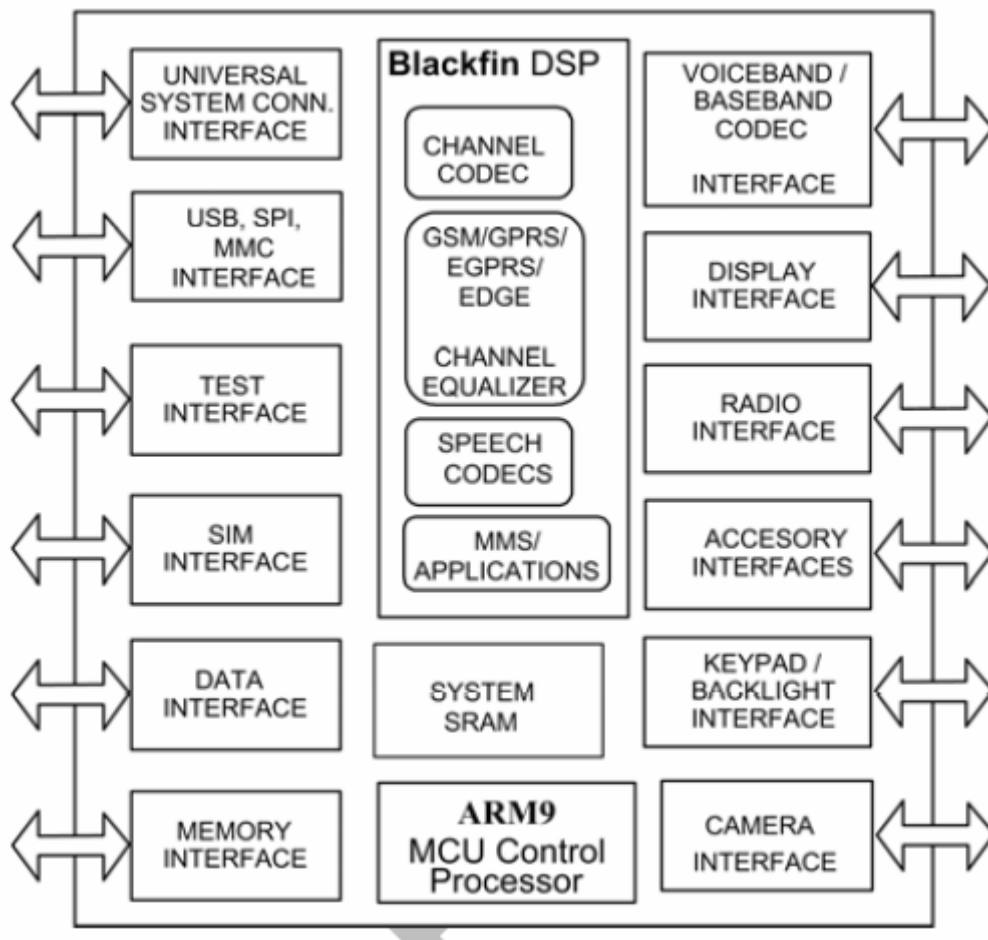 UNIVERSAL
SYSTEM CONN.
INTERFACE
USB, SPI,
MMC
INTERFACE
TEST
INTERFACE
SIM
INTERFACE
DATA
INTERFACE
MEMORY
INTERFACE
Blackfin DSP
CHANNEL
CODEC
GSM/GPRS/
EGPRS/
EDGE
CHANNEL
EQUALIZER
SPEECH
CODECS
MMS/
APPLICATIONS
SYSTEM
SRAM
ARM9
MCU Control
Processor
VOICEBAND /
BASEBAND
CODEC
INTERFACE
DISPLAY
INTERFACE
RADIO
INTERFACE
ACCESORY
INTERFACES
KEYPAD /
BACKLIGHT
INTERFACE
CAMERA
INTERFACE